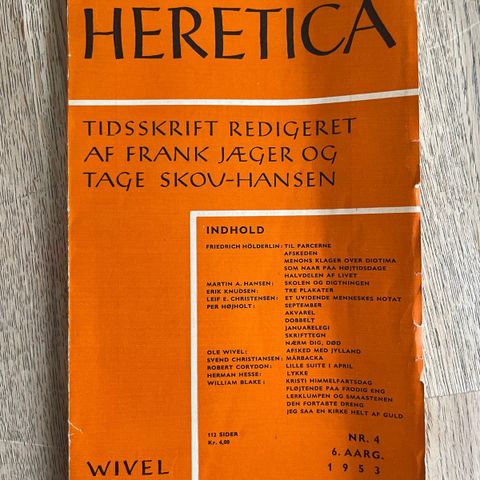 HERETICA
TIDSSKRIFT REDIGERET
AF FRANK JÆGER OG
TAGE SKOU-HANSEN
INDHOLD
FRIEDRICH HÖLDERLIN: TIL PARCERNE
AFSKEDEN
MENONS KLAGER OVER DIOTIMA
SOM NAAR PAA HØJTIDSDAGE
HALVDELEN AF LIVET
MARTIN A. HANSEN: SKOLEN OG DIGTNINGEN
ERIK KNUDSEN: TRE PLAKATER
LEIF E. CHRISTENSEN: ET UVIDENDE MENNESKES NOTAT
PER HØJHOLT: SEPTEMBER
AKVAREL
DOBBELT
JANUARELEGI
SKRIFTTEGN
NÆRM DIG, DØD
OLE WIVEL: AFSKED MED JYLLAND
SVEND CHRISTIANSEN: MÅRBACKA
ROBERT CORYDON: LILLE SUITE I APRIL
HERMAN HESSE: LYKKE
WILLIAM BLAKE: KRISTI HIMMELFARTSDAG
FLØJTENDE PAA FRODIG ENG
LERKLUMPEN OG SMAASTENEN
DEN FORTABTE DRENG
JEG SAA EN KIRKE HELT AF GULD
112 SIDER
Kr. 4,00
NR. 4
6. AARG.
1953
WIVEL